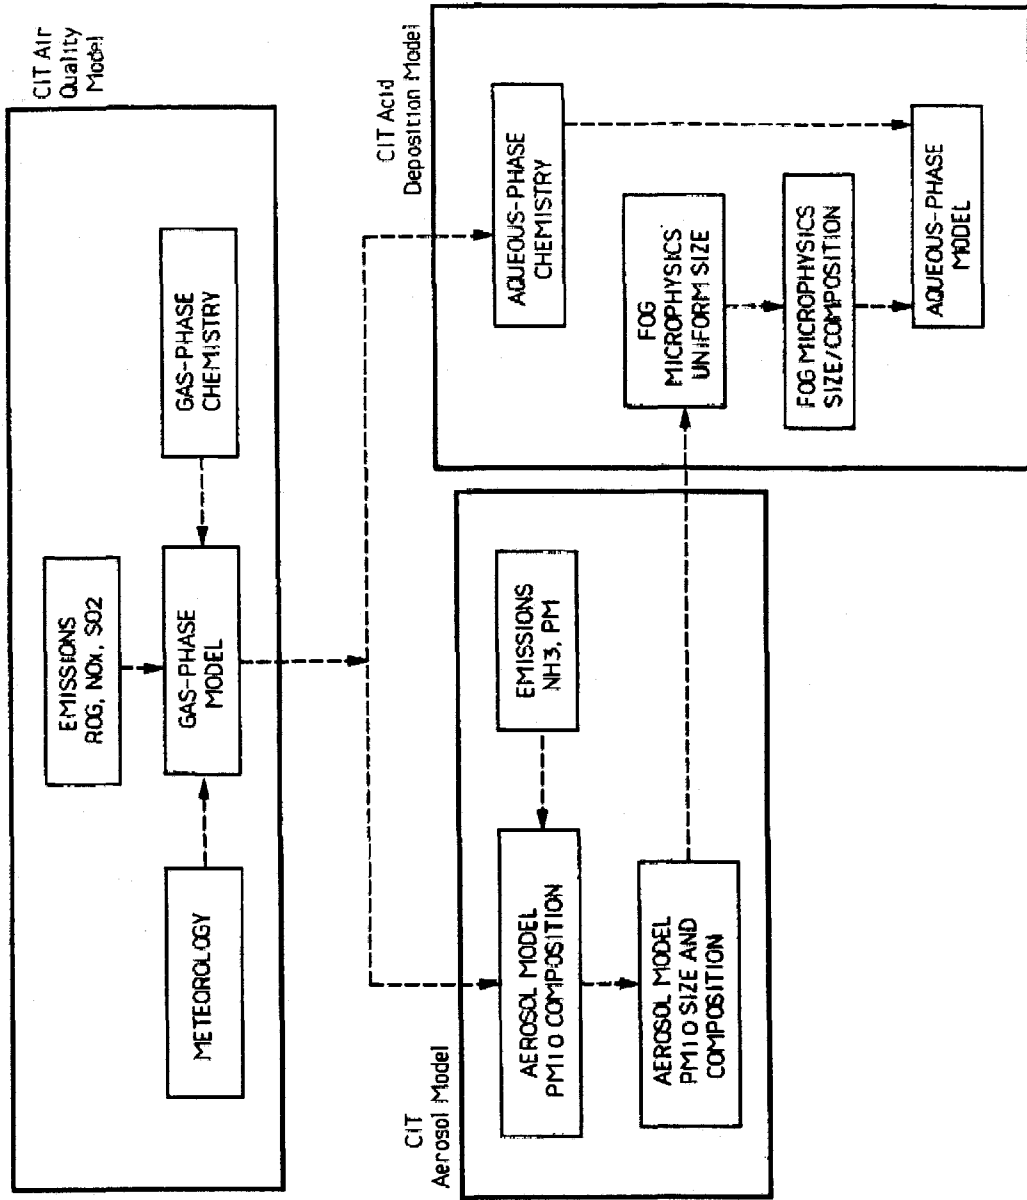 CIT Air
Quality
Model
EMISSIONS
ROG, NOx, SO2
METEOROLOGY
GAS-PHASE
MODEL
GAS-PHASE
CHEMISTRY
CIT
Aerosol Model
AEROSOL MODEL
PM10 COMPOSITION
EMISSIONS
NH3, PM
AEROSOL MODEL
PM10 SIZE AND
COMPOSITION
CIT Acid
Deposition Model
AQUEOUS-PHASE
CHEMISTRY
FOG
MICROPHYSICS
UNIFORM SIZE
FOG MICROPHYSICS
SIZE/COMPOSITION
AQUEOUS-PHASE
MODEL